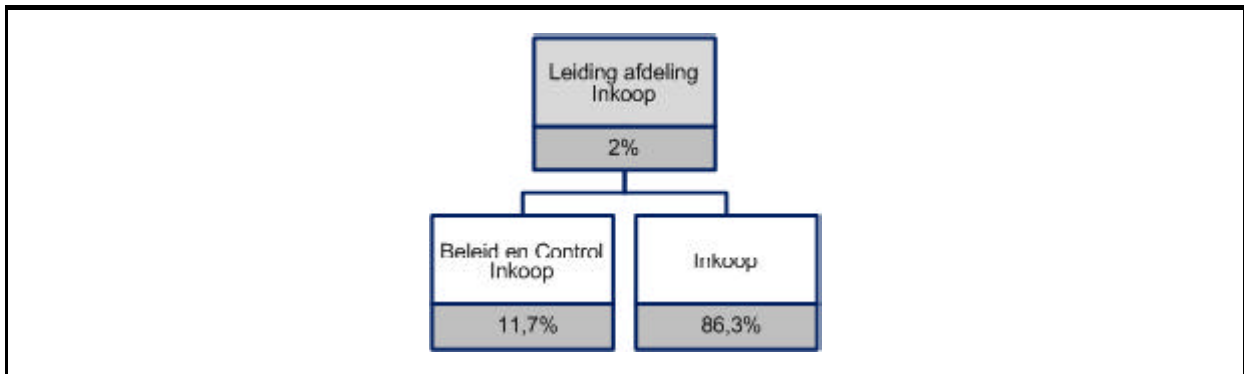 Leiding afdeling
Inkoop
2%
Beleid en Control
Inkoop
11,7%
Inkoop
86,3%